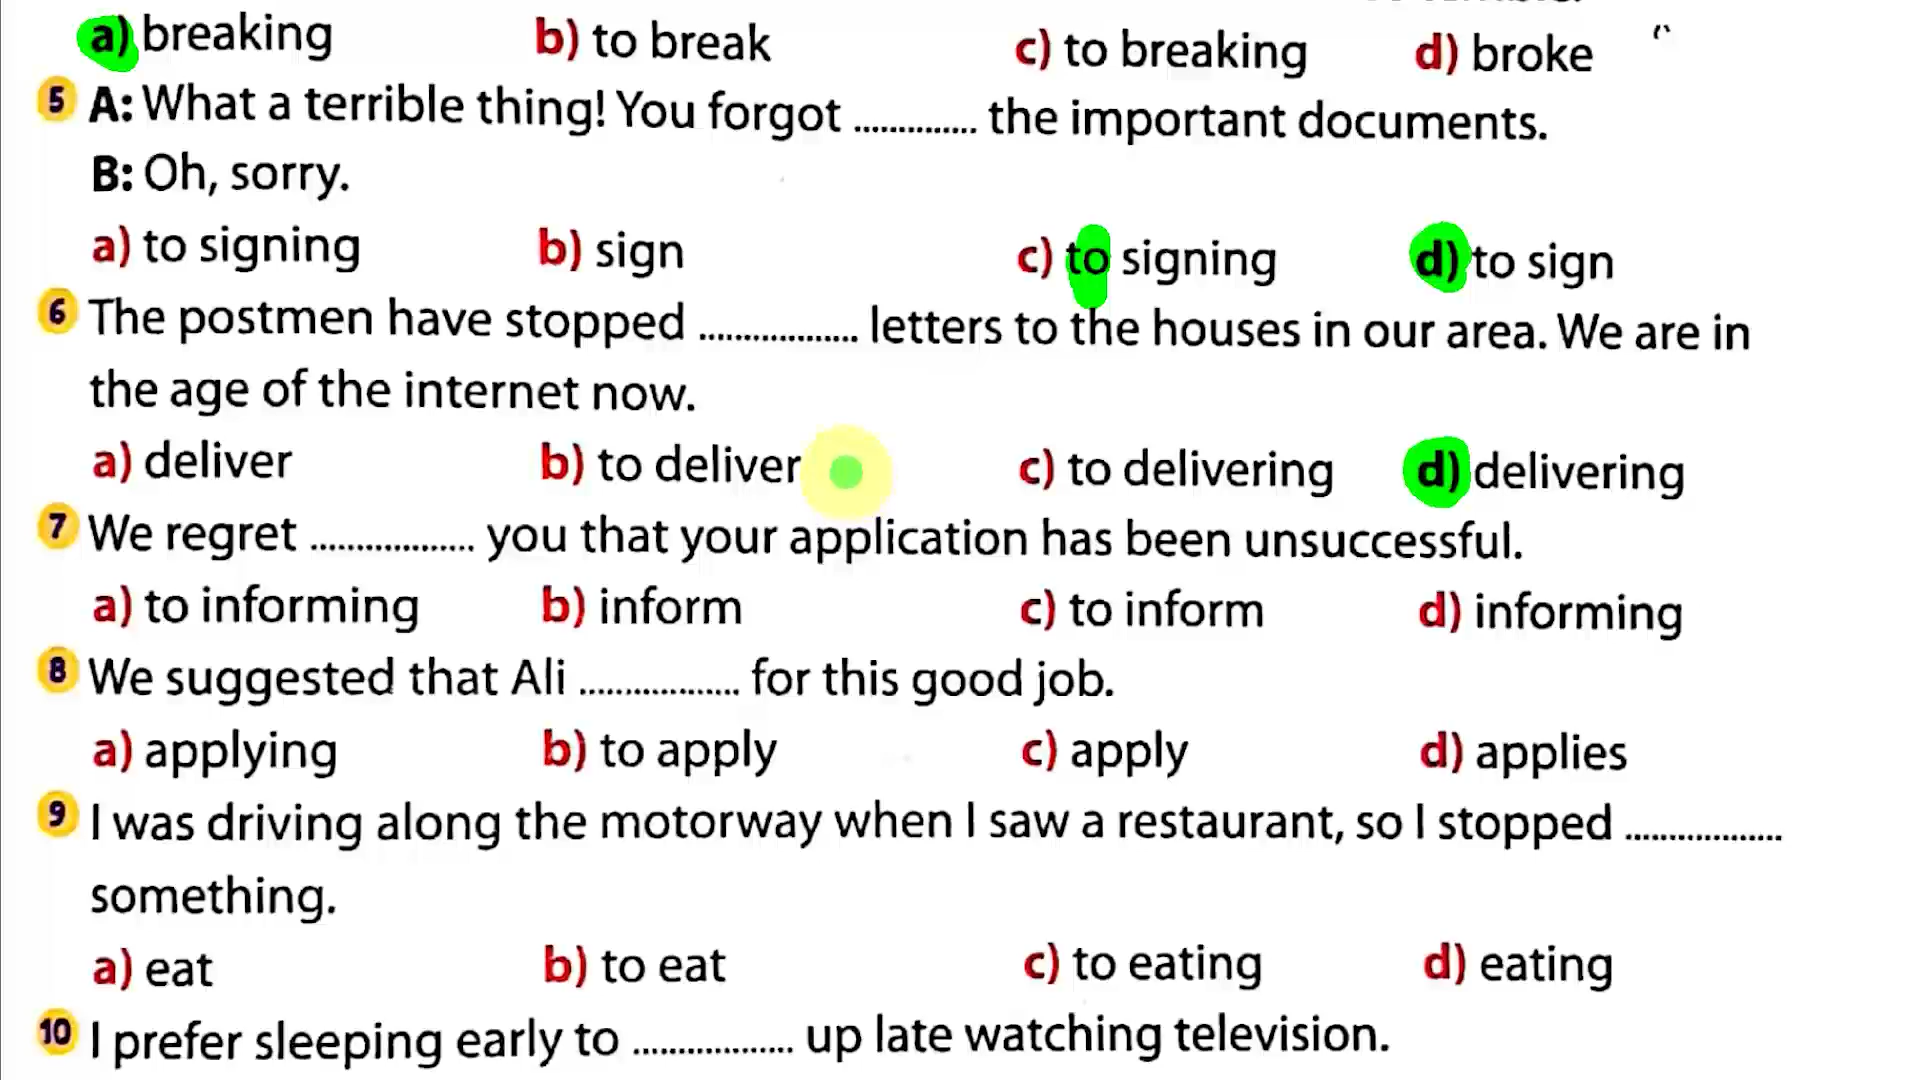 a) breaking b) to break c) to breaking d) broke
5 A: What a terrible thing! You forgot .............. the important documents.
B: Oh, sorry.
a) to signing b) sign c) to signing d) to sign
6 The postmen have stopped .................. letters to the houses in our area. We are in
the age of the internet now.
a) deliver b) to deliver c) to delivering d) delivering
7 We regret .................. you that your application has been unsuccessful.
a) to informing b) inform c) to inform d) informing
8 We suggested that Ali .................. for this good job.
a) applying b) to apply c) apply d) applies
9 I was driving along the motorway when I saw a restaurant, so I stopped ..................
something.
a) eat b) to eat c) to eating d) eating
10 I prefer sleeping early to .................. up late watching television.